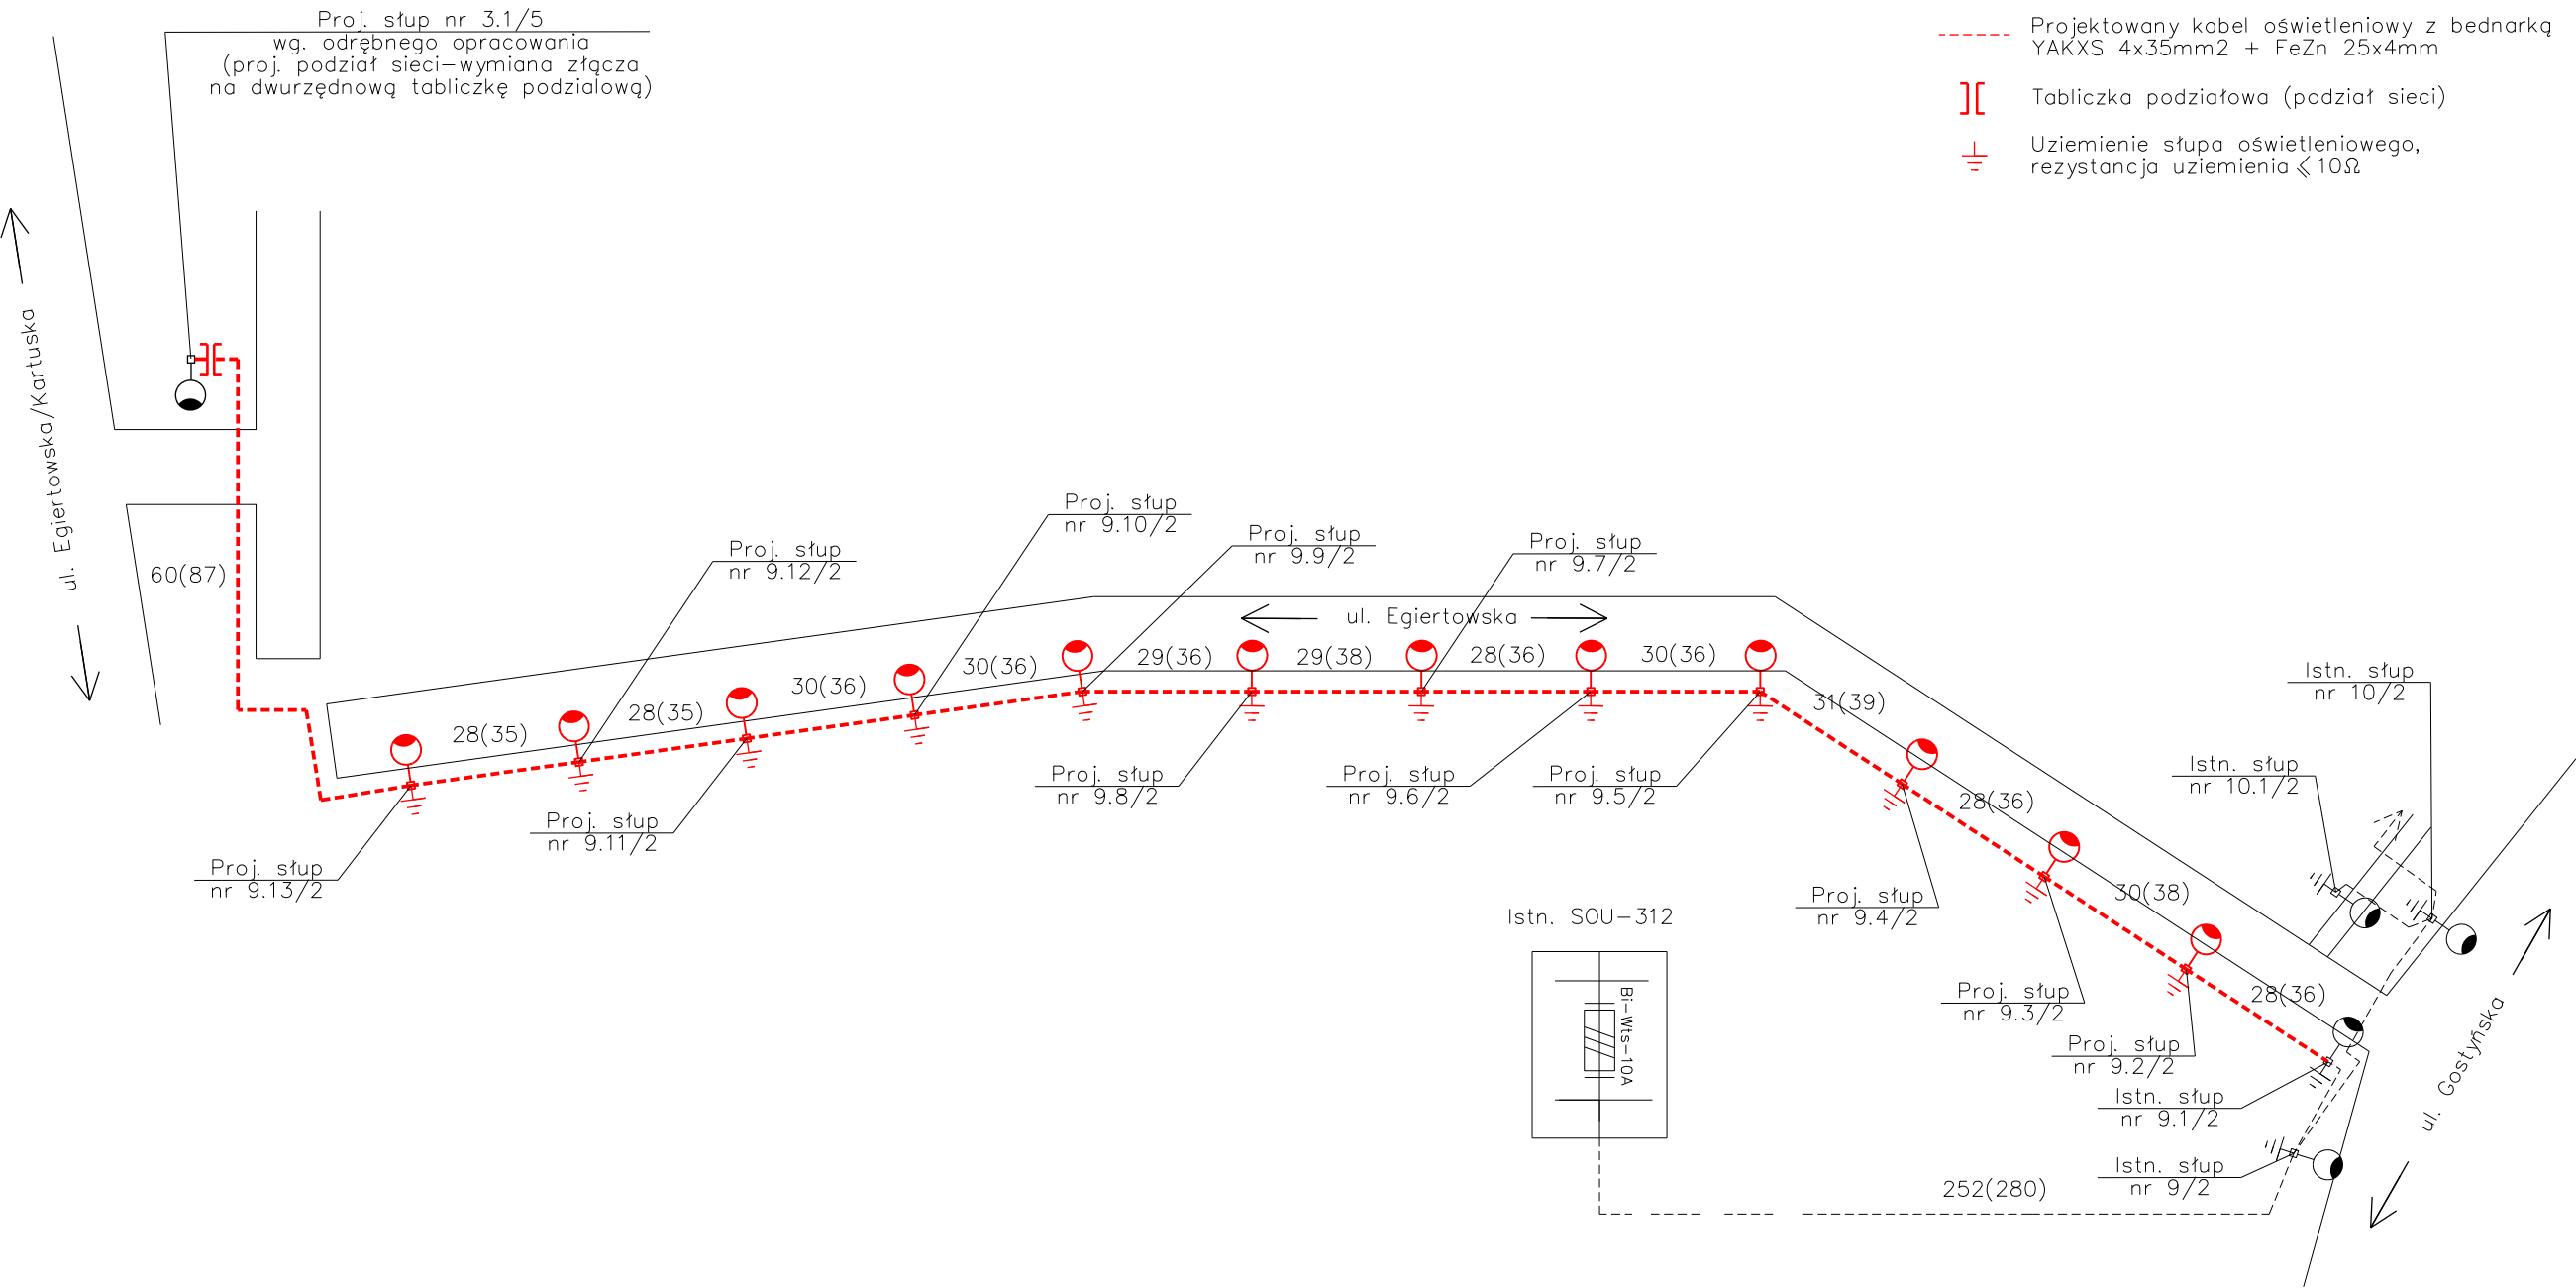 Proj. słup nr 3.1/5
wg. odrębnego opracowania
(proj. podział sieci–wymiana złącza
na dwurzędnową tabliczkę podzialową)
Projektowany kabel oświetleniowy z bednarką
YAKXS 4x35mm2 + FeZn 25x4mm
Tabliczka podziałowa (podział sieci)
Uziemienie słupa oświetleniowego,
rezystancja uziemienia ⩽10Ω
ul. Egiertowska/Kartuska
60(87)
Proj. słup
nr 9.12/2
Proj. słup
nr 9.10/2
Proj. słup
nr 9.9/2
Proj. słup
nr 9.7/2
ul. Egiertowska
28(35)
28(35)
30(36)
30(36)
29(36)
29(38)
28(36)
30(36)
31(39)
28(36)
30(38)
28(36)
Istn. słup
nr 10/2
Istn. słup
nr 10.1/2
Proj. słup
nr 9.13/2
Proj. słup
nr 9.11/2
Proj. słup
nr 9.8/2
Proj. słup
nr 9.6/2
Proj. słup
nr 9.5/2
Proj. słup
nr 9.4/2
Proj. słup
nr 9.3/2
Proj. słup
nr 9.2/2
Istn. słup
nr 9.1/2
Istn. słup
nr 9/2
Istn. SOU–312
Bi–Wts–10A
252(280)
ul. Gostyńska